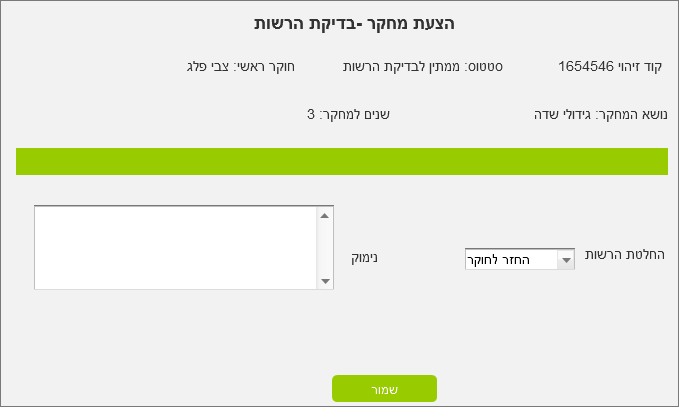 הצעת מחקר -בדיקת הרשות
קוד זיהוי 1654546 סטטוס: ממתין לבדיקת הרשות חוקר ראשי: צבי פלג
נושא המחקר: גידולי שדה שנים למחקר: 3
החלטת הרשות החזר לחוקר נימוק
שמור